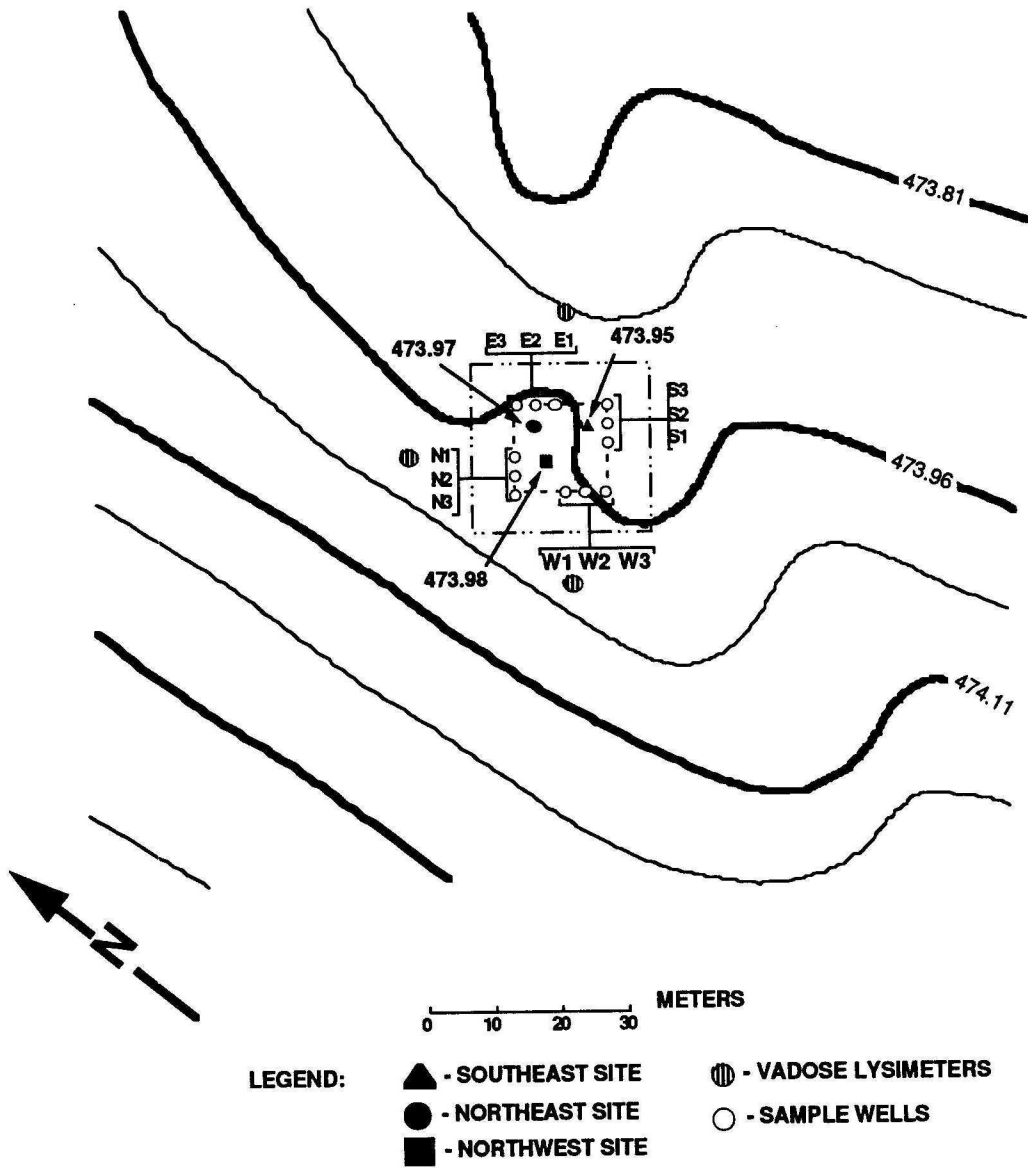 473.81
473.97
E3 E2 E1
473.95
S3
S2
S1
N1
N2
N3
473.96
W1 W2 W3
473.98
474.11
N
METERS
0 10 20 30
LEGEND:
- SOUTHEAST SITE
- NORTHEAST SITE
- NORTHWEST SITE
- VADOSE LYSIMETERS
- SAMPLE WELLS